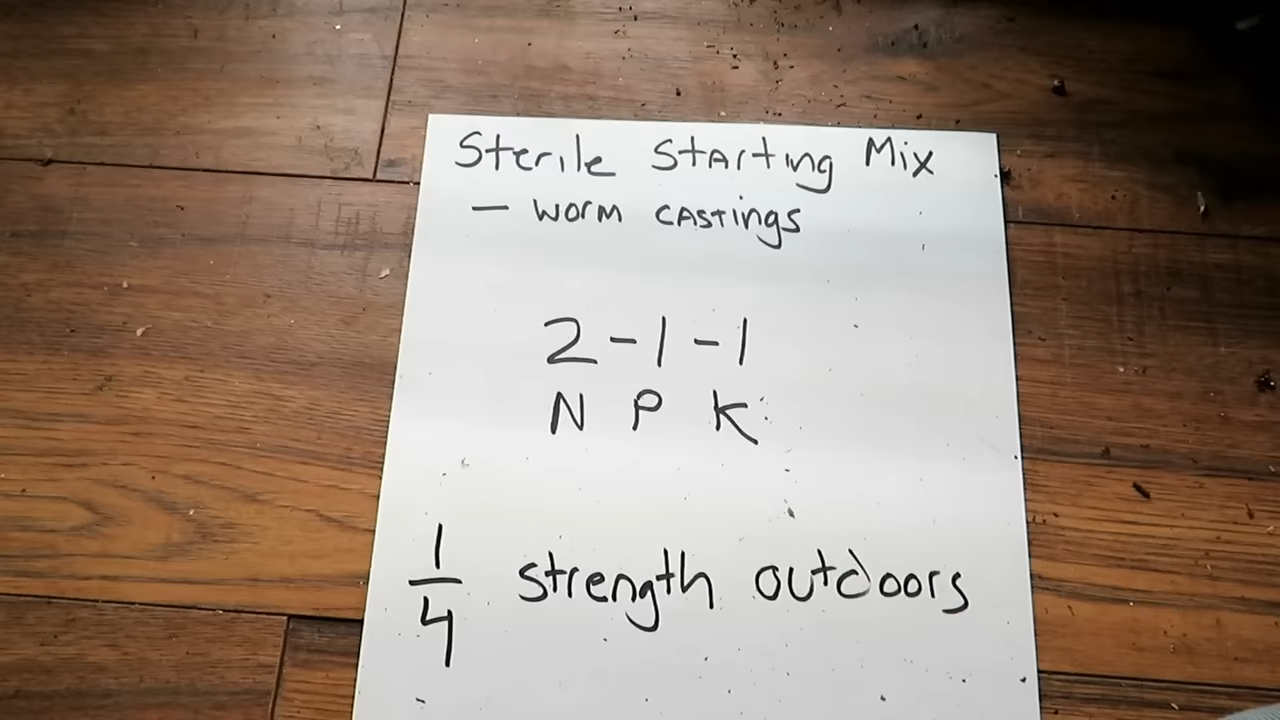 Sterile Starting Mix
— worm castings
2-1-1
N P K
1/4 strength outdoors